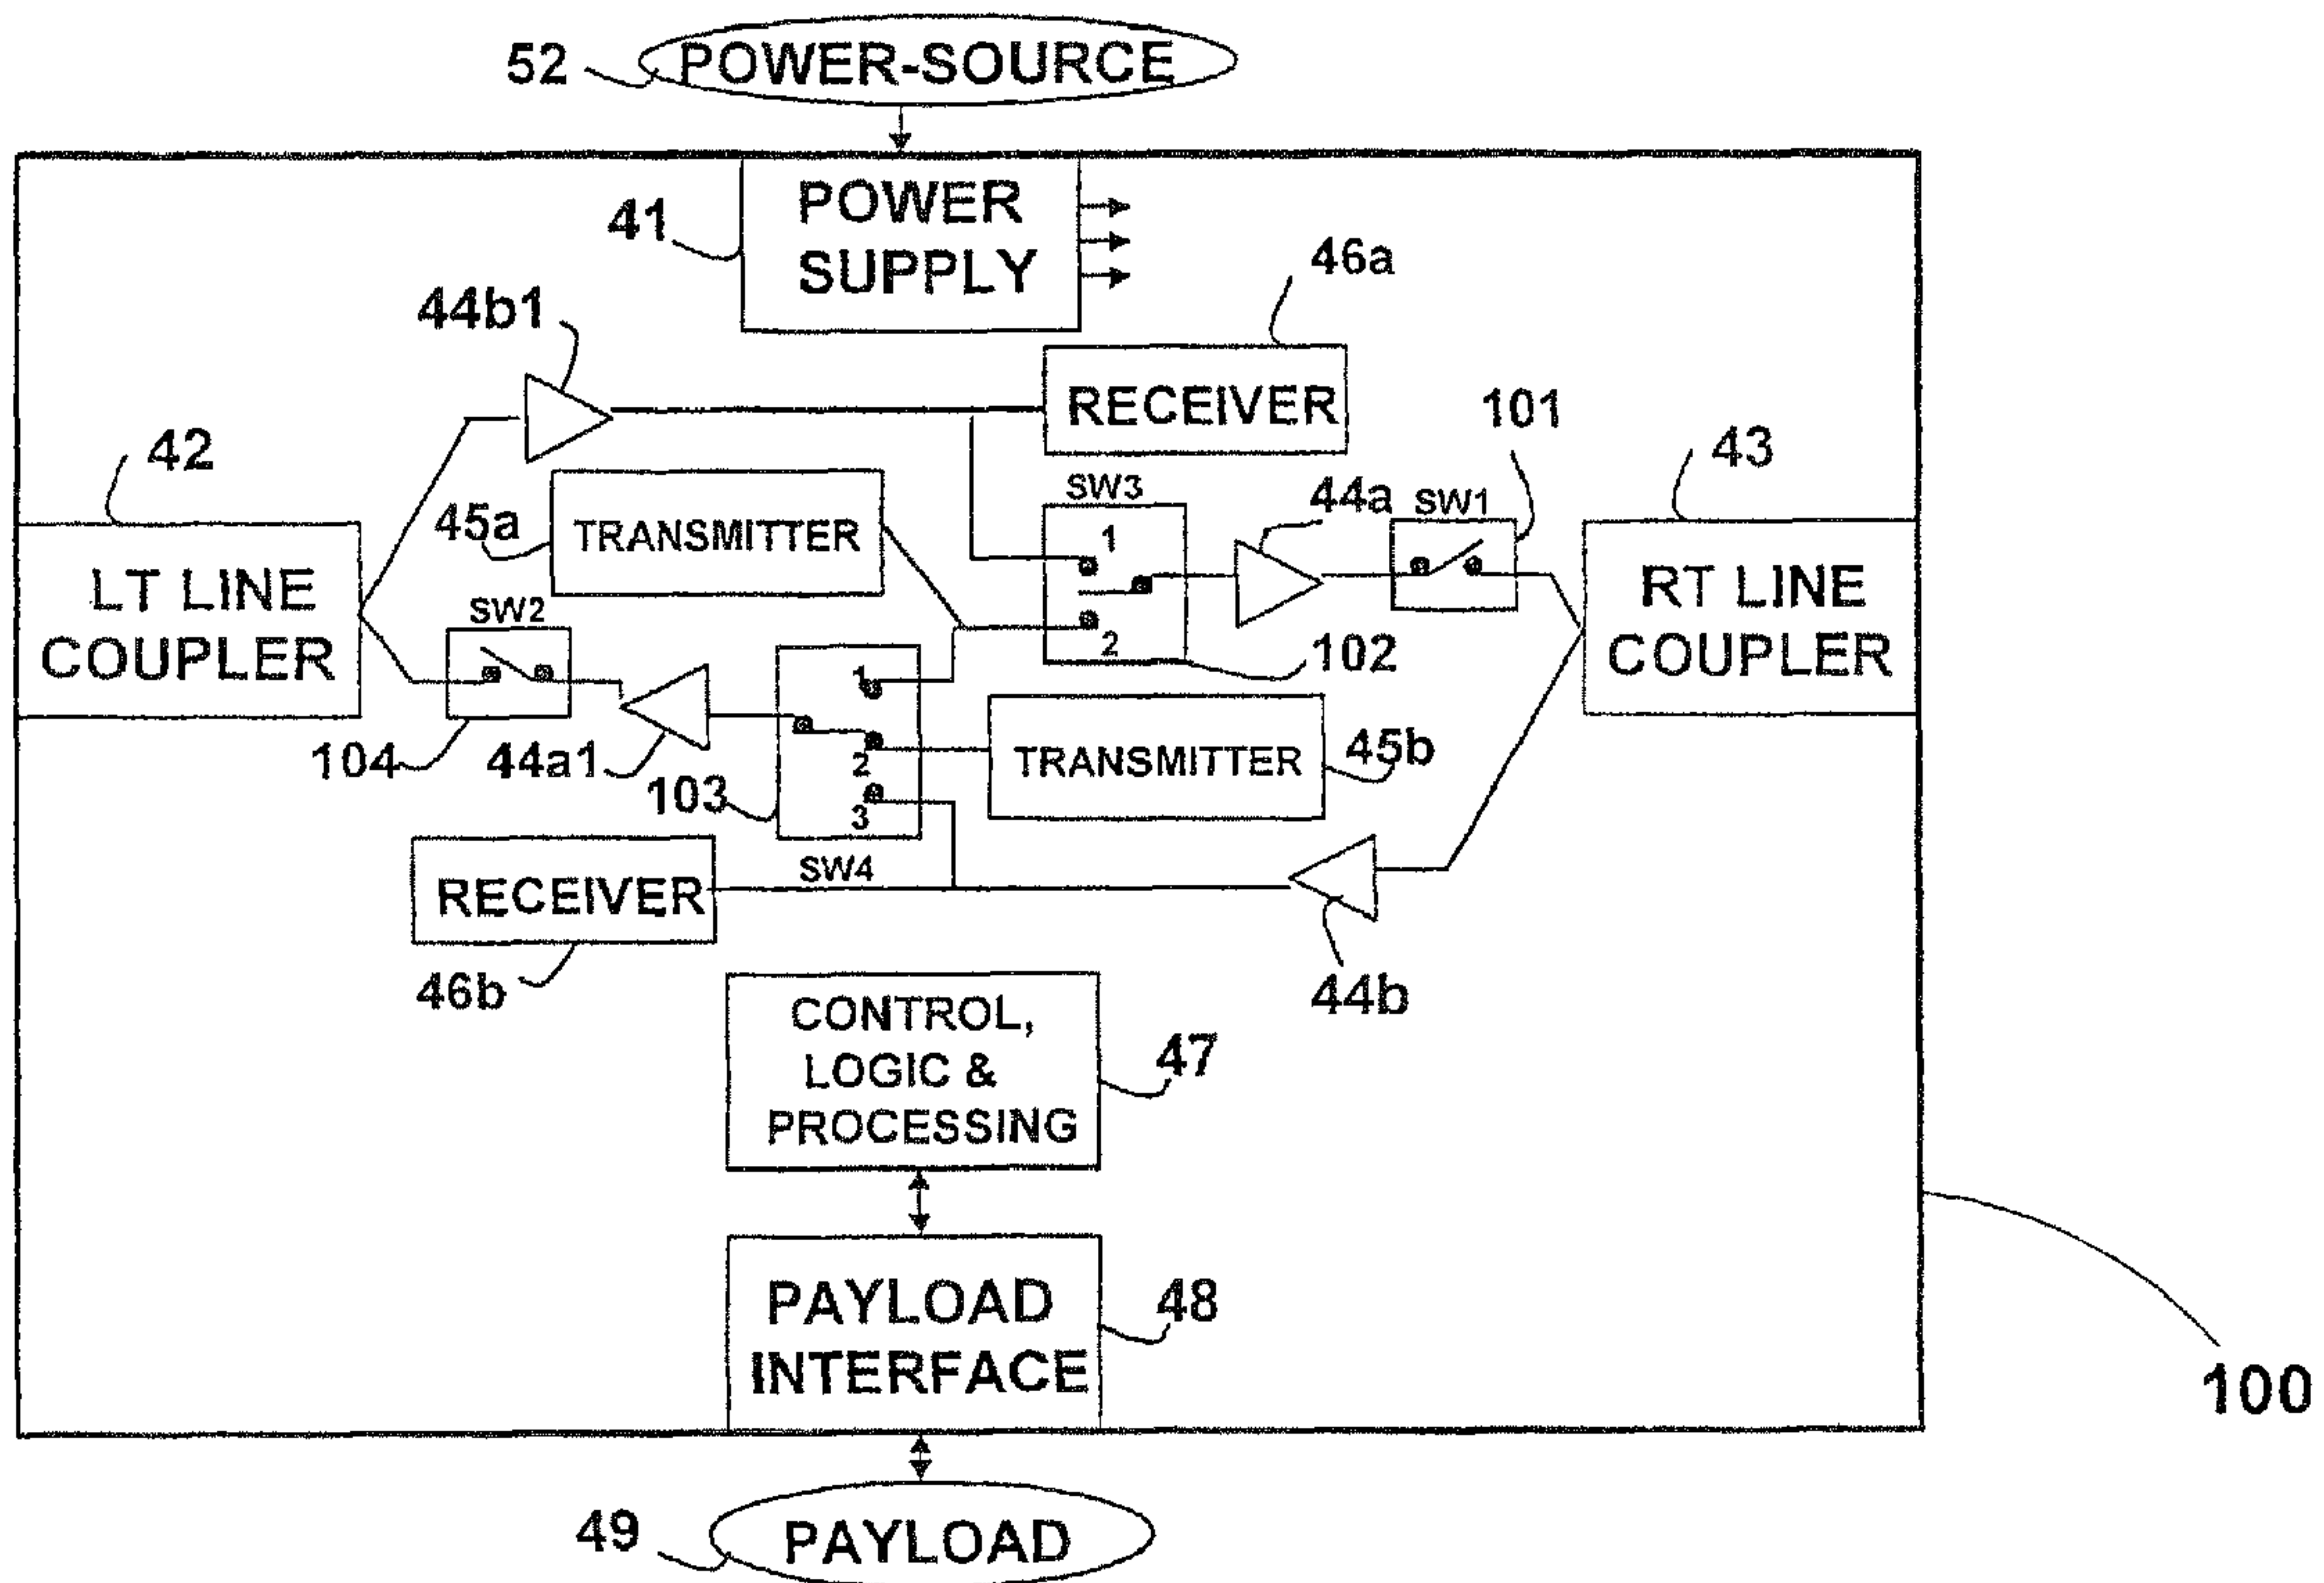 52 POWER-SOURCE
41 POWER
SUPPLY
46a
44b1
RECEIVER
101
42
43
45a
TRANSMITTER
SW3
44a
SW1
1
2
LT LINE
COUPLER
RT LINE
COUPLER
SW2
102
104
44a1
103
1
2
3
TRANSMITTER
45b
SW4
RECEIVER
46b
44b
CONTROL,
LOGIC &
PROCESSING
47
PAYLOAD
INTERFACE
48
100
49 PAYLOAD